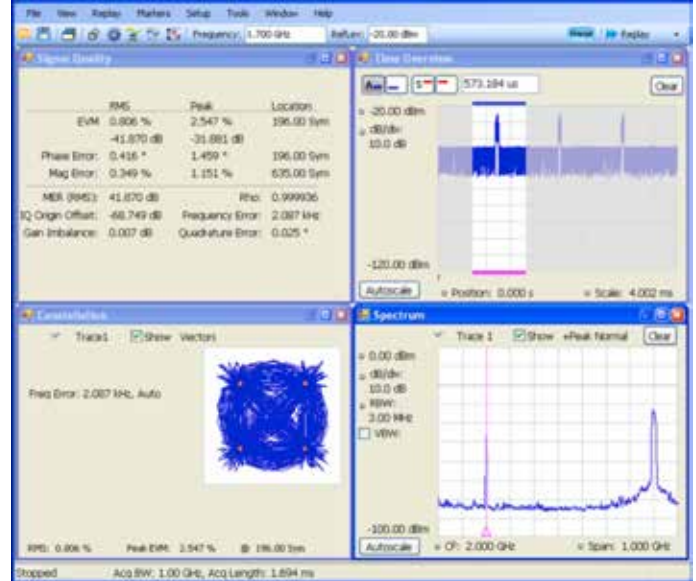 File View Replay Markers Setup Tools Window Help
Frequency: 1.700 GHz RefLev: -20.00 dBm Replay
Signal Quality
RMS Peak Location
EVM 0.806 % 2.547 % 196.00 Sym
-41.870 dB -31.881 dB
Phase Error: 0.416 ° 1.459 ° 196.00 Sym
Mag Error: 0.349 % 1.151 % 635.00 Sym
MER (RMS): 41.870 dB Rho: 0.999936
IQ Origin Offset: -68.749 dB Frequency Error: 2.087 kHz
Gain Imbalance: 0.007 dB Quadrature Error: 0.025 °
Time Overview
573.184 us Clear
-20.00 dBm
dB/div:
10.0 dB
-120.00 dBm
Autoscale Position: 0.000 s Scale: 4.002 ms
Constellation
Trace1 Show Vectors
Freq Error: 2.087 kHz, Auto
RMS: 0.806 % Peak EVM: 2.547 % @ 196.00 Sym
Spectrum
Trace 1 Show +Peak Normal Clear
0.00 dBm
dB/div:
10.0 dB
RBW:
3.00 MHz
VBW:
-100.00 dBm
Autoscale CF: 2.000 GHz Span: 1.000 GHz
Stopped Acq BW: 1.00 GHz, Acq Length: 1.894 ms